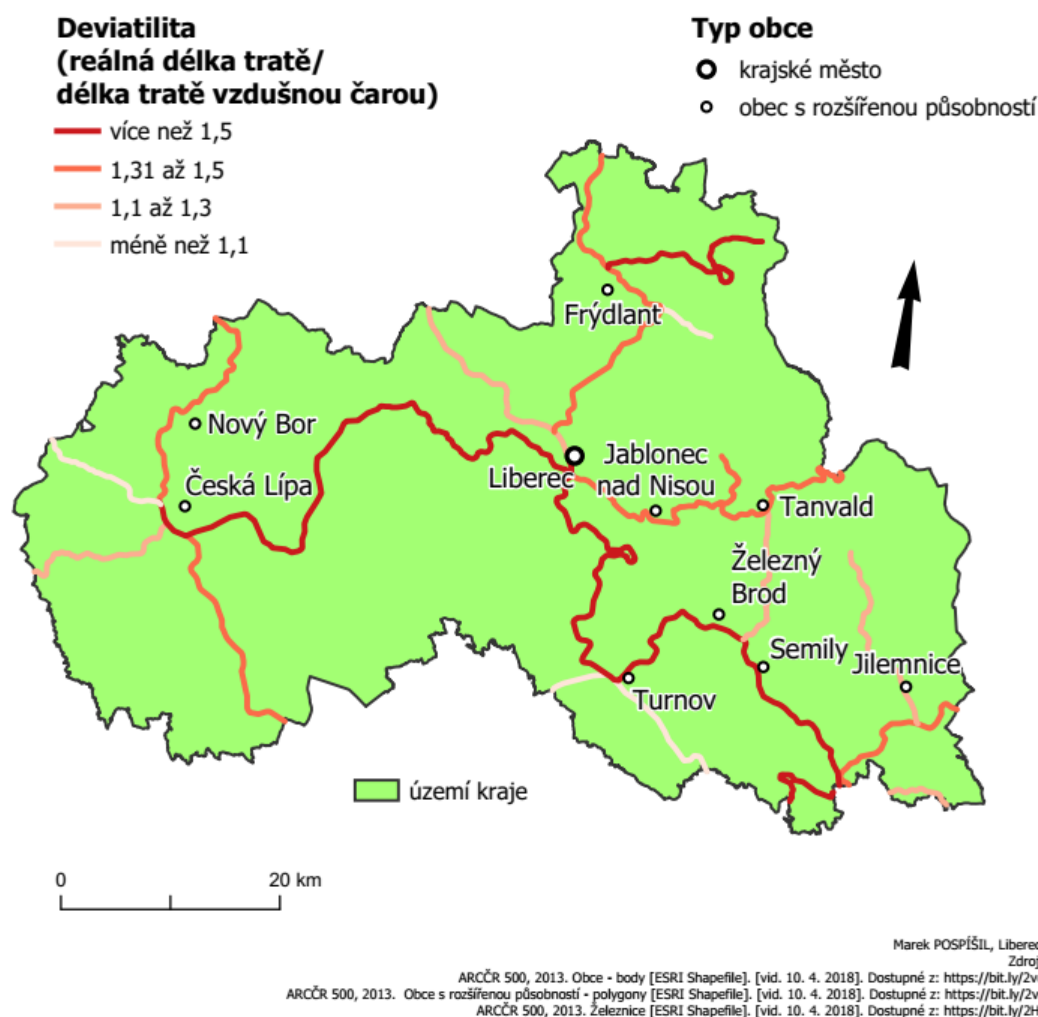 Deviatilita
(reálná délka tratě/
délka tratě vzdušnou čarou)
více než 1,5
1,31 až 1,5
1,1 až 1,3
méně než 1,1
Typ obce
krajské město
obec s rozšířenou působností
Frýdlant
Nový Bor
Česká Lípa
Liberec
Jablonec
nad Nisou
Tanvald
Železný
Brod
Semily
Jilemnice
Turnov
území kraje
0 20 km
Marek POSPÍŠIL, Liberec
Zdroj
ARCČR 500, 2013. Obce - body [ESRI Shapefile]. [vid. 10. 4. 2018]. Dostupné z: https://bit.ly/2v
ARCČR 500, 2013. Obce s rozšířenou působností - polygony [ESRI Shapefile]. [vid. 10. 4. 2018]. Dostupné z: https://bit.ly/2v
ARCČR 500, 2013. Železnice [ESRI Shapefile]. [vid. 10. 4. 2018]. Dostupné z: https://bit.ly/2H